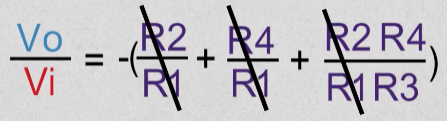 Vo/Vi = -(R2/R1 + R4/R1 + R2 R4/R1 R3)